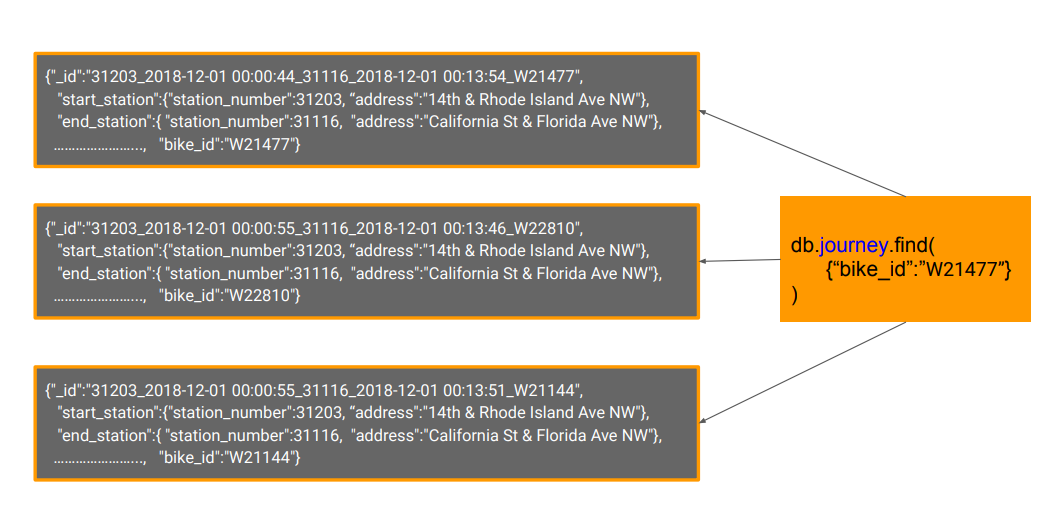 {"_id":"31203_2018-12-01 00:00:44_31116_2018-12-01 00:13:54_W21477",
"start_station":{"station_number":31203, “address":"14th & Rhode Island Ave NW"},
"end_station":{ "station_number":31116,  "address":"California St & Florida Ave NW"},
…………………..,   "bike_id":"W21477"}
{"_id":"31203_2018-12-01 00:00:55_31116_2018-12-01 00:13:46_W22810",
"start_station":{"station_number":31203, “address":"14th & Rhode Island Ave NW"},
"end_station":{ "station_number":31116,  "address":"California St & Florida Ave NW"},
…………………..,   "bike_id":"W22810"}
{"_id":"31203_2018-12-01 00:00:55_31116_2018-12-01 00:13:51_W21144",
"start_station":{"station_number":31203, “address":"14th & Rhode Island Ave NW"},
"end_station":{ "station_number":31116,  "address":"California St & Florida Ave NW"},
…………………..,   "bike_id":"W21144"}
db.journey.find(
{“bike_id”:”W21477”}
)